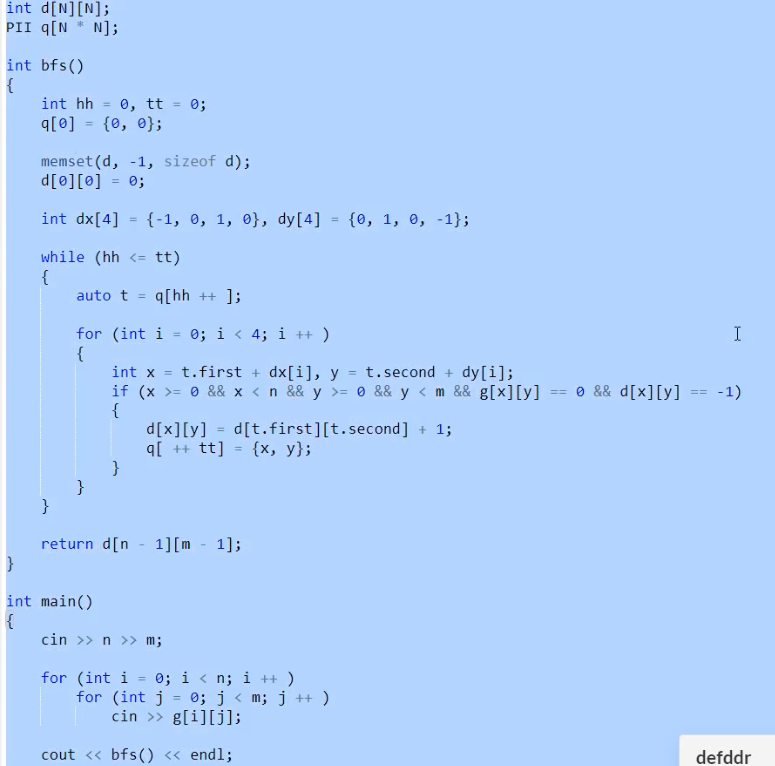 int d[N][N];
PII q[N * N];
int bfs()
{
    int hh = 0, tt = 0;
    q[0] = {0, 0};
    memset(d, -1, sizeof d);
    d[0][0] = 0;
    int dx[4] = {-1, 0, 1, 0}, dy[4] = {0, 1, 0, -1};
    while (hh <= tt)
    {
        auto t = q[hh ++ ];
        for (int i = 0; i < 4; i ++ )
        {
            int x = t.first + dx[i], y = t.second + dy[i];
            if (x >= 0 && x < n && y >= 0 && y < m && g[x][y] == 0 && d[x][y] == -1)
            {
                d[x][y] = d[t.first][t.second] + 1;
                q[ ++ tt] = {x, y};
            }
        }
    }
    return d[n - 1][m - 1];
}
int main()
{
    cin >> n >> m;
    for (int i = 0; i < n; i ++ )
        for (int j = 0; j < m; j ++ )
            cin >> g[i][j];
    cout << bfs() << endl;
defddr